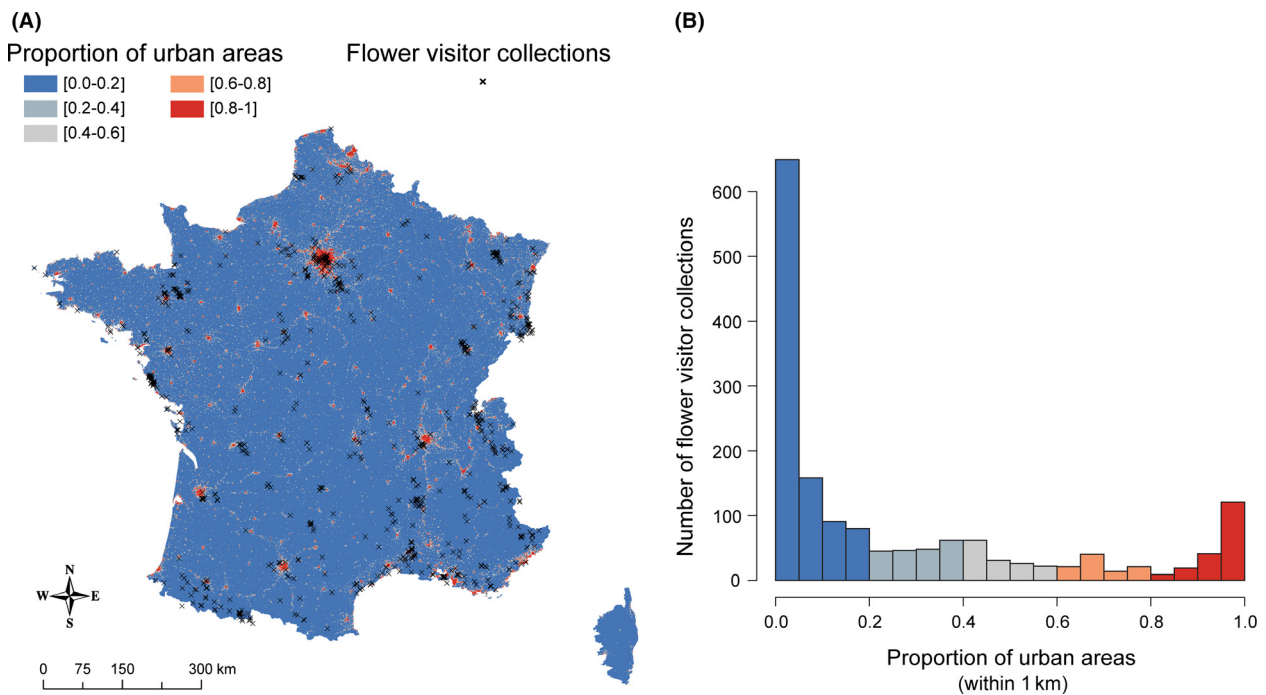 (A)
Proportion of urban areas
[0.0-0.2]
[0.2-0.4]
[0.4-0.6]
[0.6-0.8]
[0.8-1]
Flower visitor collections
N
W E
S
0 75 150 300 km
(B)
Number of flower visitor collections
600
500
400
300
200
100
0
0.0 0.2 0.4 0.6 0.8 1.0
Proportion of urban areas
(within 1 km)